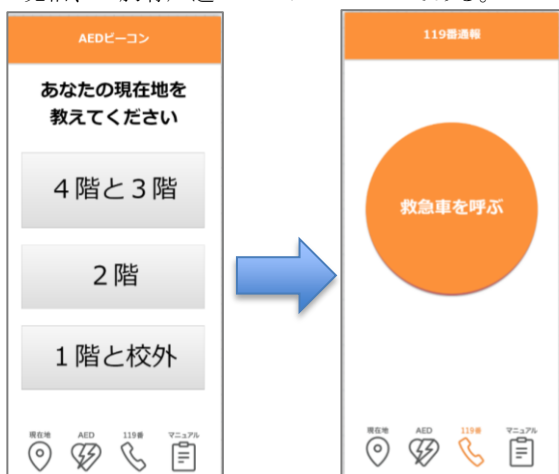 AEDビーコン
あなたの現在地を
教えてください
4階と3階
2階
1階と校外
現在地 AED 119番 マニュアル
119番通報
救急車を呼ぶ
現在地 AED 119番 マニュアル